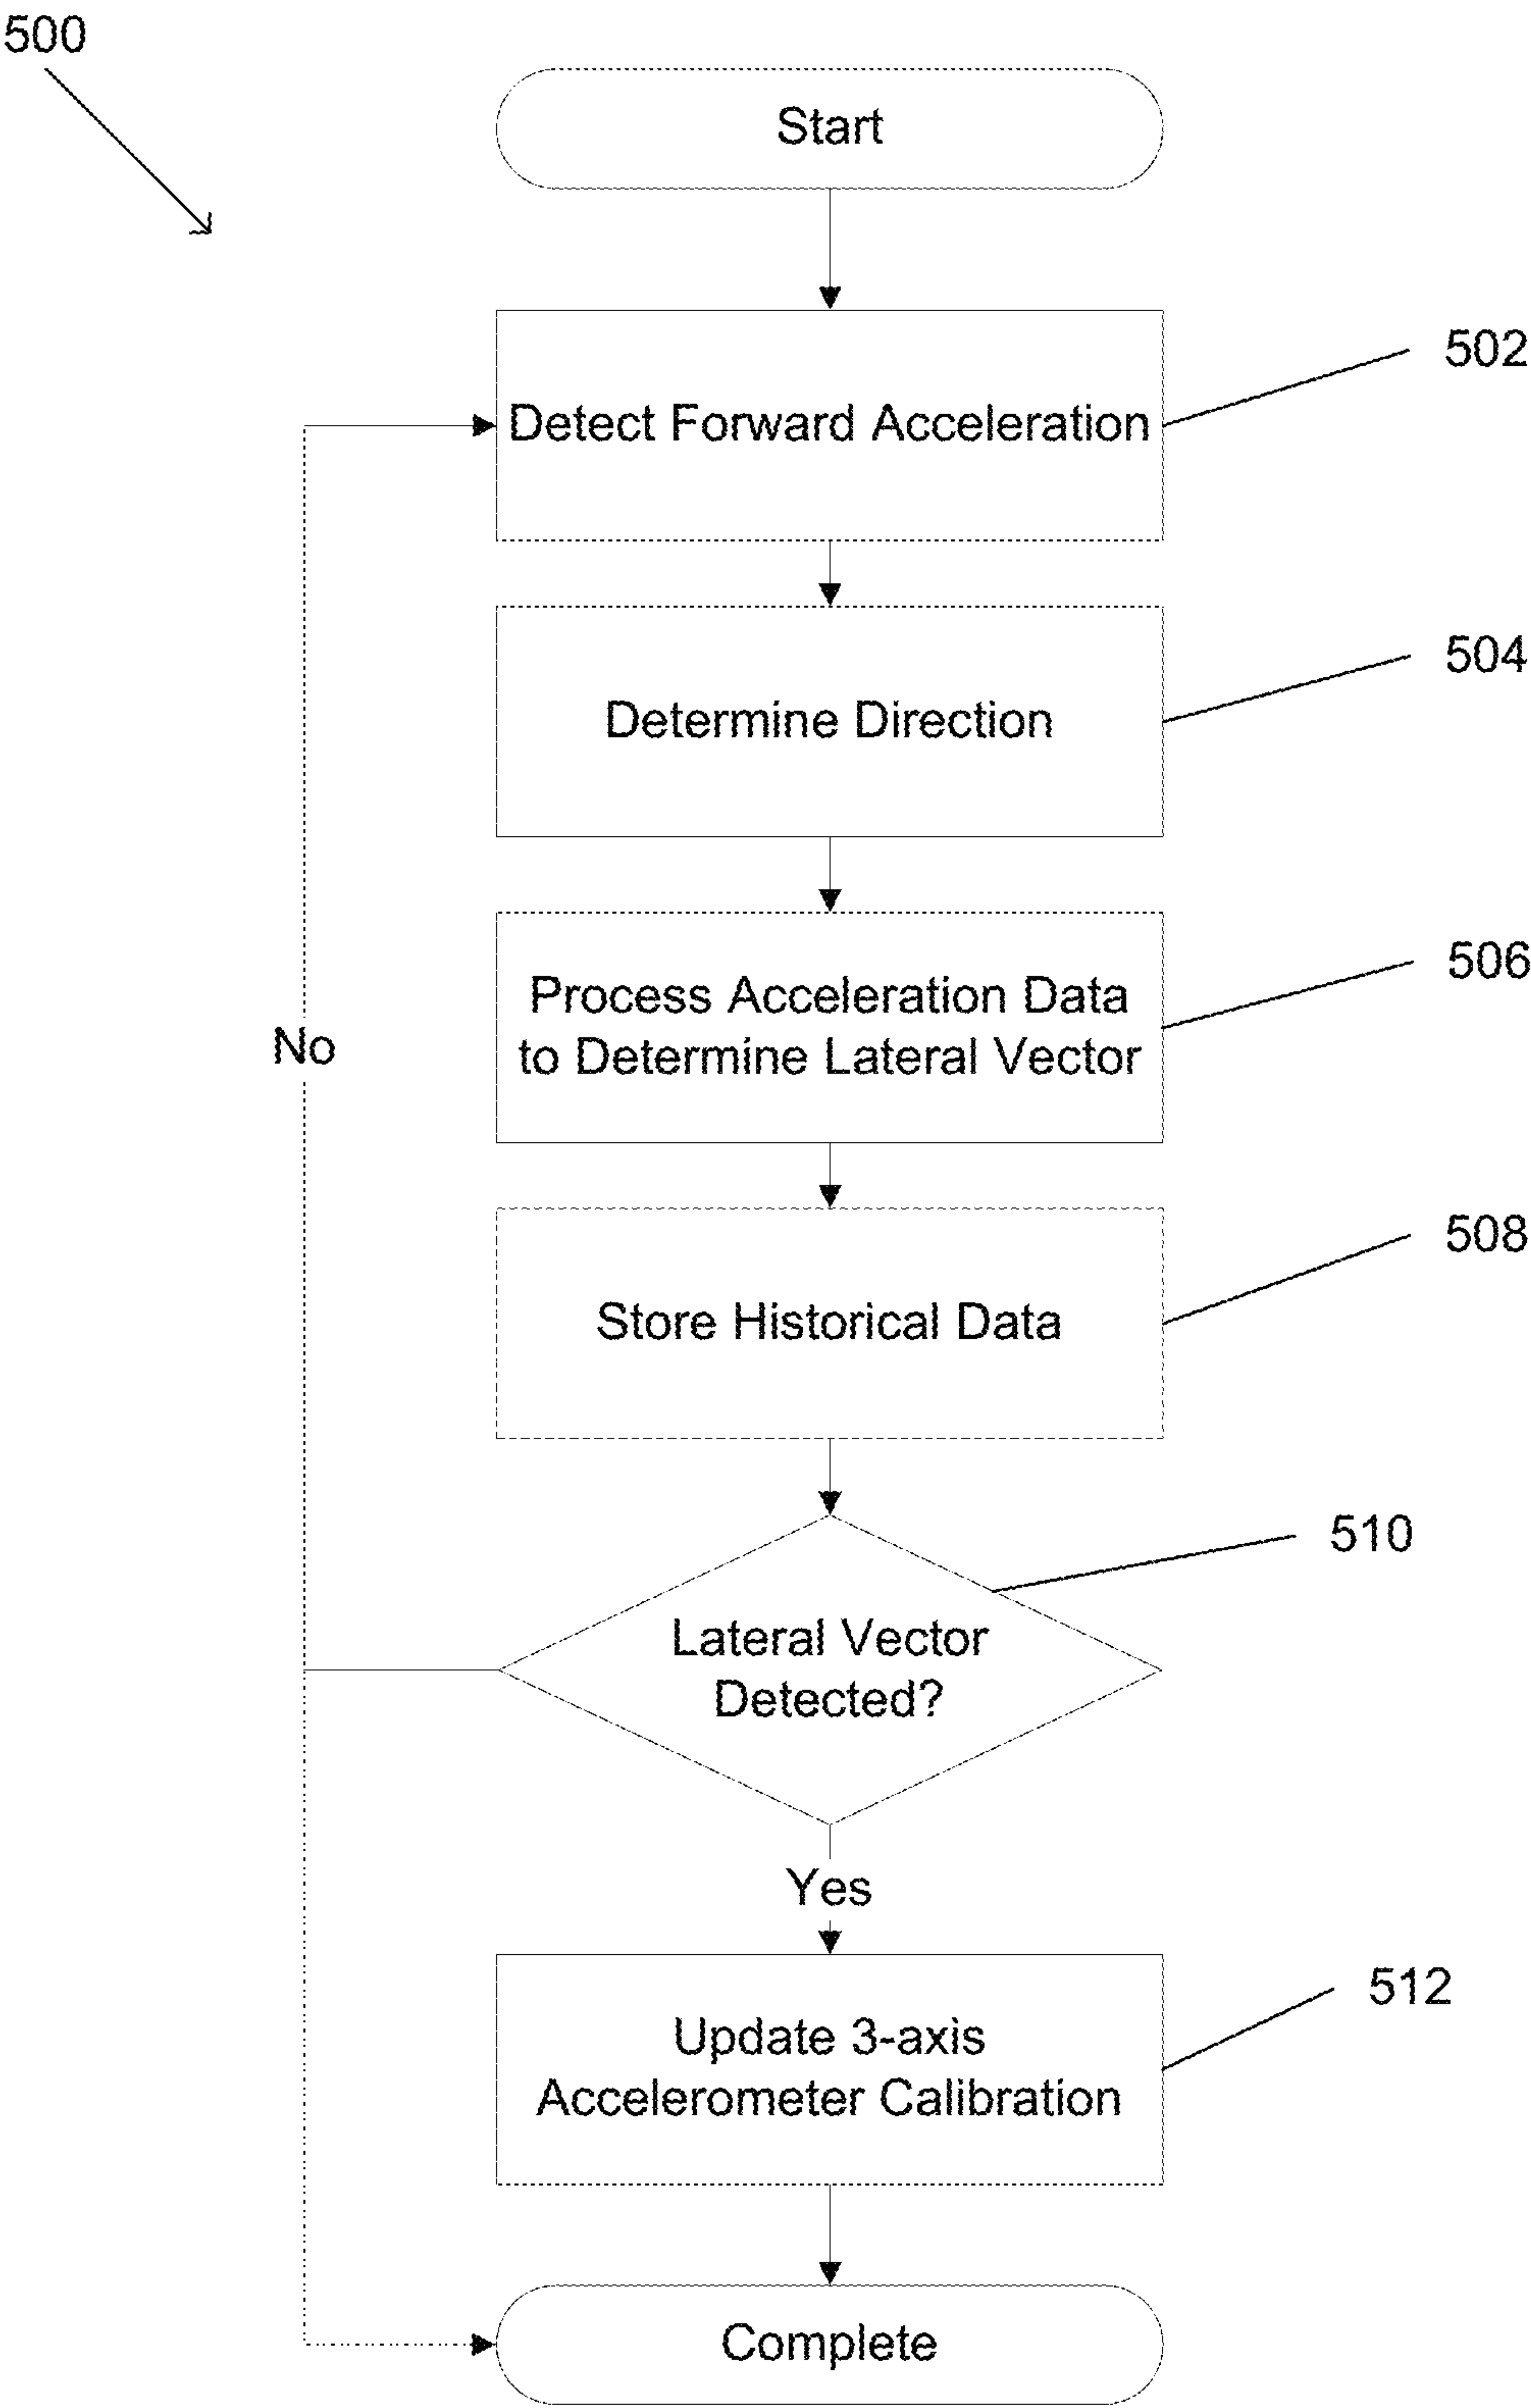 500
Start
Detect Forward Acceleration
502
Determine Direction
504
Process Acceleration Data
to Determine Lateral Vector
506
No
Store Historical Data
508
Lateral Vector
Detected?
510
Yes
Update 3-axis
Accelerometer Calibration
512
Complete